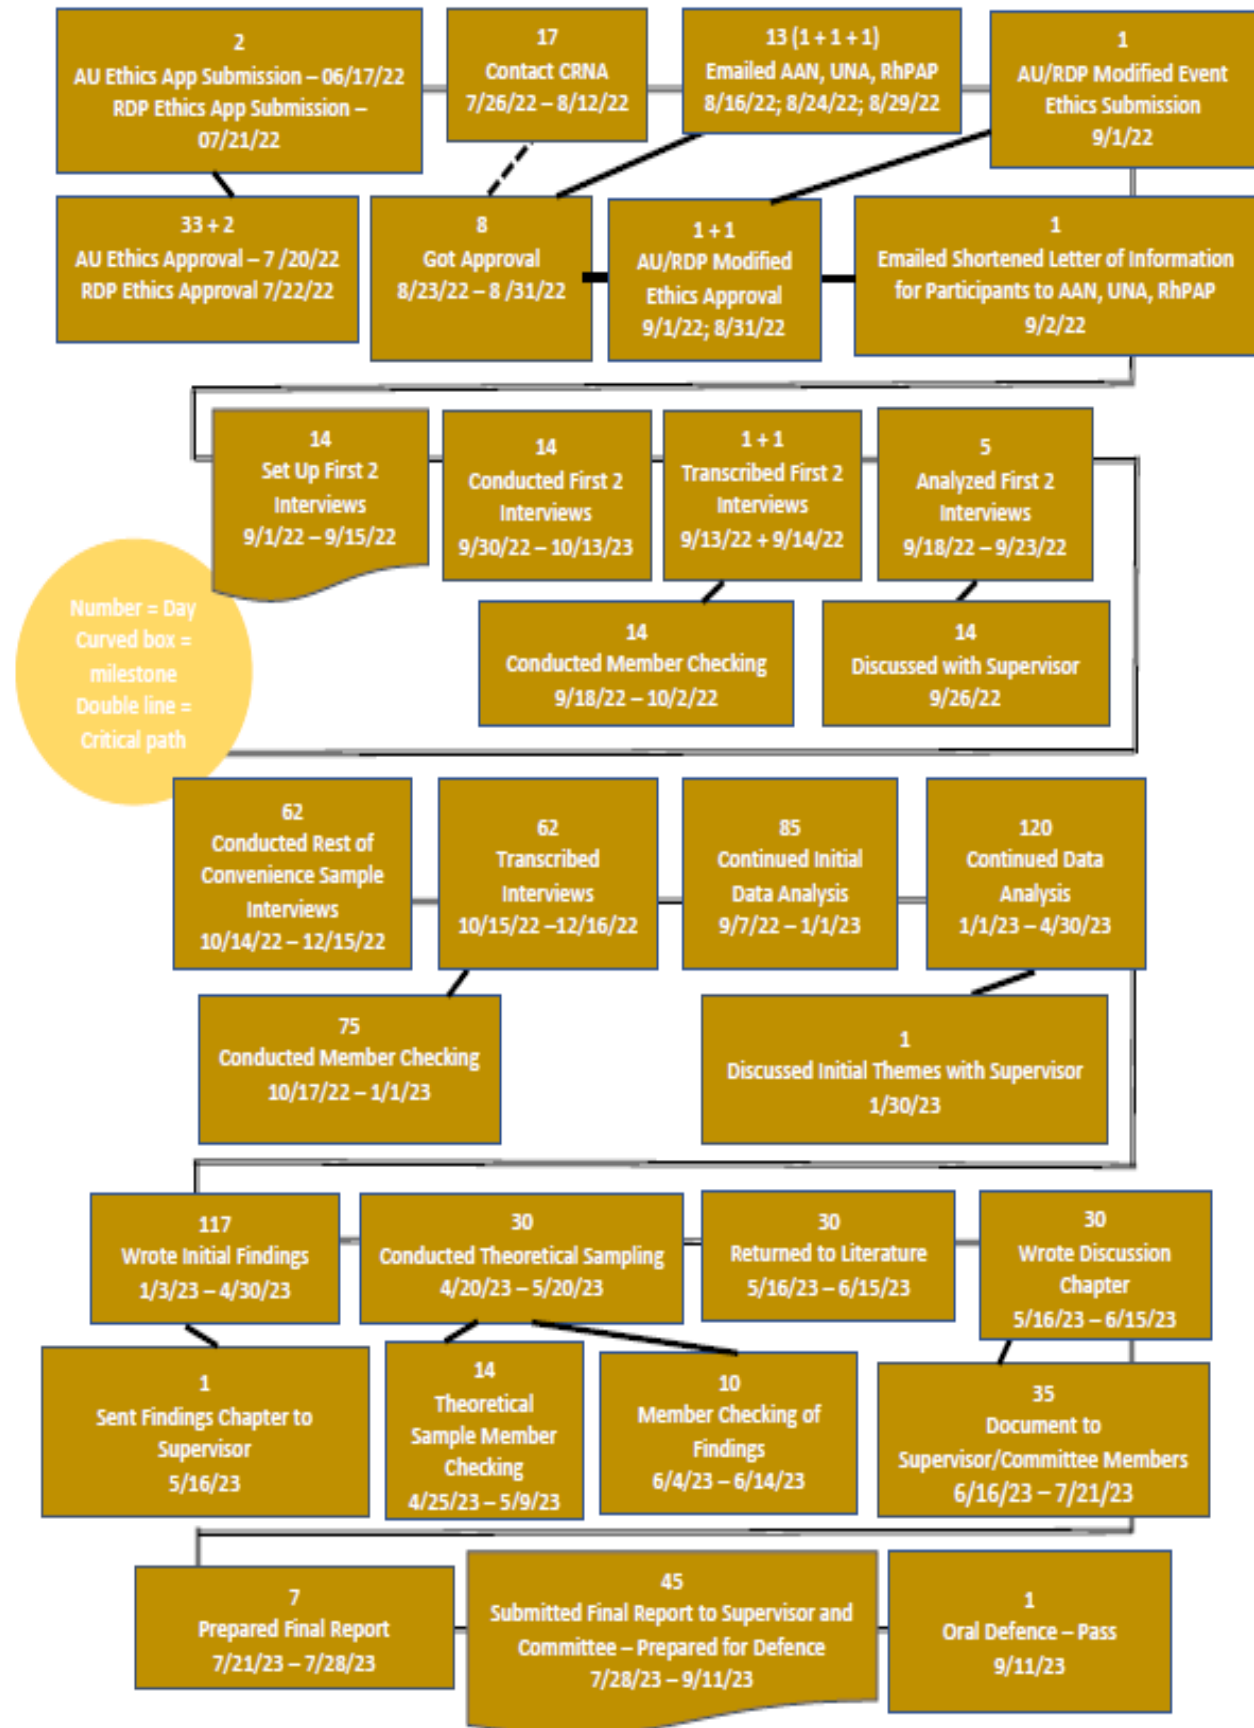 2
AU Ethics App Submission – 06/17/22
RDP Ethics App Submission –
07/21/22
17
Contact CRNA
7/26/22 – 8/12/22
13 (1 + 1 + 1)
Emailed AAN, UNA, RhPAP
8/16/22; 8/24/22; 8/29/22
1
AU/RDP Modified Event
Ethics Submission
9/1/22
33 + 2
AU Ethics Approval – 7 /20/22
RDP Ethics Approval 7/22/22
8
Got Approval
8/23/22 – 8 /31/22
1 + 1
AU/RDP Modified
Ethics Approval
9/1/22; 8/31/22
1
Emailed Shortened Letter of Information
for Participants to AAN, UNA, RhPAP
9/2/22
14
Set Up First 2
Interviews
9/1/22 – 9/15/22
14
Conducted First 2
Interviews
9/30/22 – 10/13/23
1 + 1
Transcribed First 2
Interviews
9/13/22 + 9/14/22
5
Analyzed First 2
Interviews
9/18/22 – 9/23/22
Number = Day
Curved box =
milestone
Double line =
Critical path
14
Conducted Member Checking
9/18/22 – 10/2/22
14
Discussed with Supervisor
9/26/22
62
Conducted Rest of
Convenience Sample
Interviews
10/14/22 – 12/15/22
62
Transcribed
Interviews
10/15/22 –12/16/22
85
Continued Initial
Data Analysis
9/7/22 – 1/1/23
120
Continued Data
Analysis
1/1/23 – 4/30/23
75
Conducted Member Checking
10/17/22 – 1/1/23
1
Discussed Initial Themes with Supervisor
1/30/23
117
Wrote Initial Findings
1/3/23 – 4/30/23
30
Conducted Theoretical Sampling
4/20/23 – 5/20/23
30
Returned to Literature
5/16/23 – 6/15/23
30
Wrote Discussion
Chapter
5/16/23 – 6/15/23
1
Sent Findings Chapter to
Supervisor
5/16/23
14
Theoretical
Sample Member
Checking
4/25/23 – 5/9/23
10
Member Checking of
Findings
6/4/23 – 6/14/23
35
Document to
Supervisor/Committee Members
6/16/23 – 7/21/23
7
Prepared Final Report
7/21/23 – 7/28/23
45
Submitted Final Report to Supervisor and
Committee – Prepared for Defence
7/28/23 – 9/11/23
1
Oral Defence – Pass
9/11/23